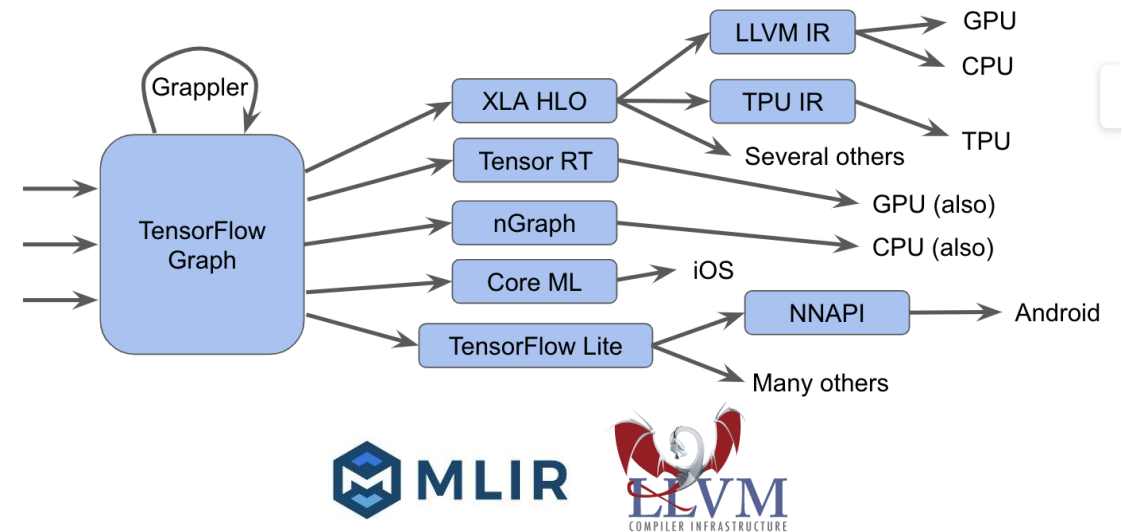 Grappler
TensorFlow
Graph
XLA HLO
Tensor RT
nGraph
Core ML
TensorFlow Lite
LLVM IR
TPU IR
Several others
GPU
CPU
TPU
GPU (also)
CPU (also)
iOS
NNAPI
Android
Many others
MLIR
LLVM
COMPILER INFRASTRUCTURE